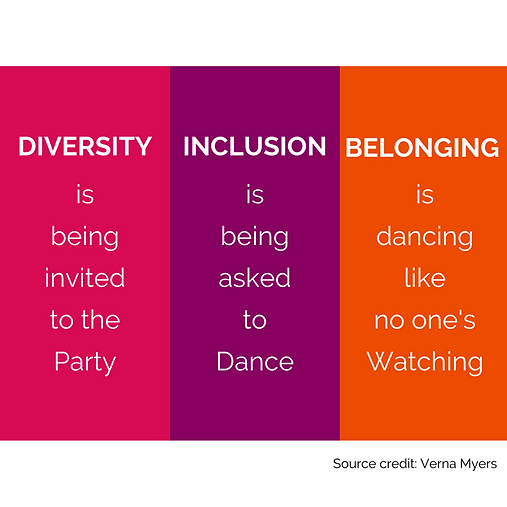 DIVERSITY
is
being
invited
to the
Party
INCLUSION
is
being
asked
to
Dance
BELONGING
is
dancing
like
no one's
Watching
Source credit: Verna Myers